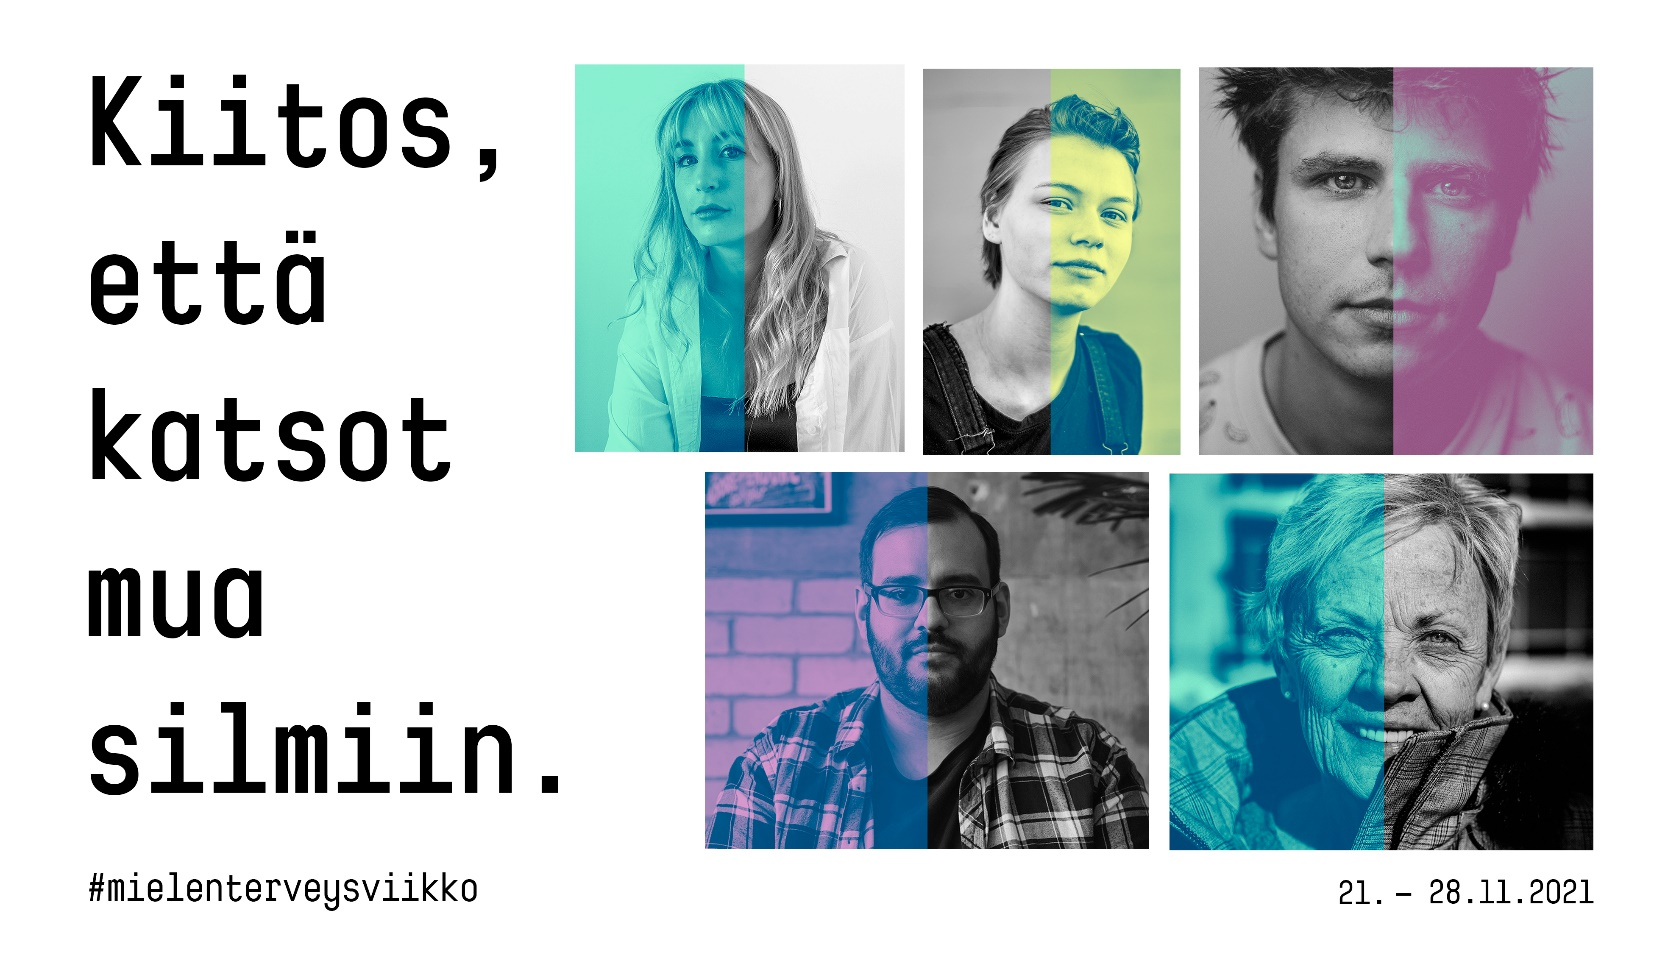 Kiitos,
että
katsot
mua
silmiin.
#mielenterveysviikko
21. – 28.11.2021